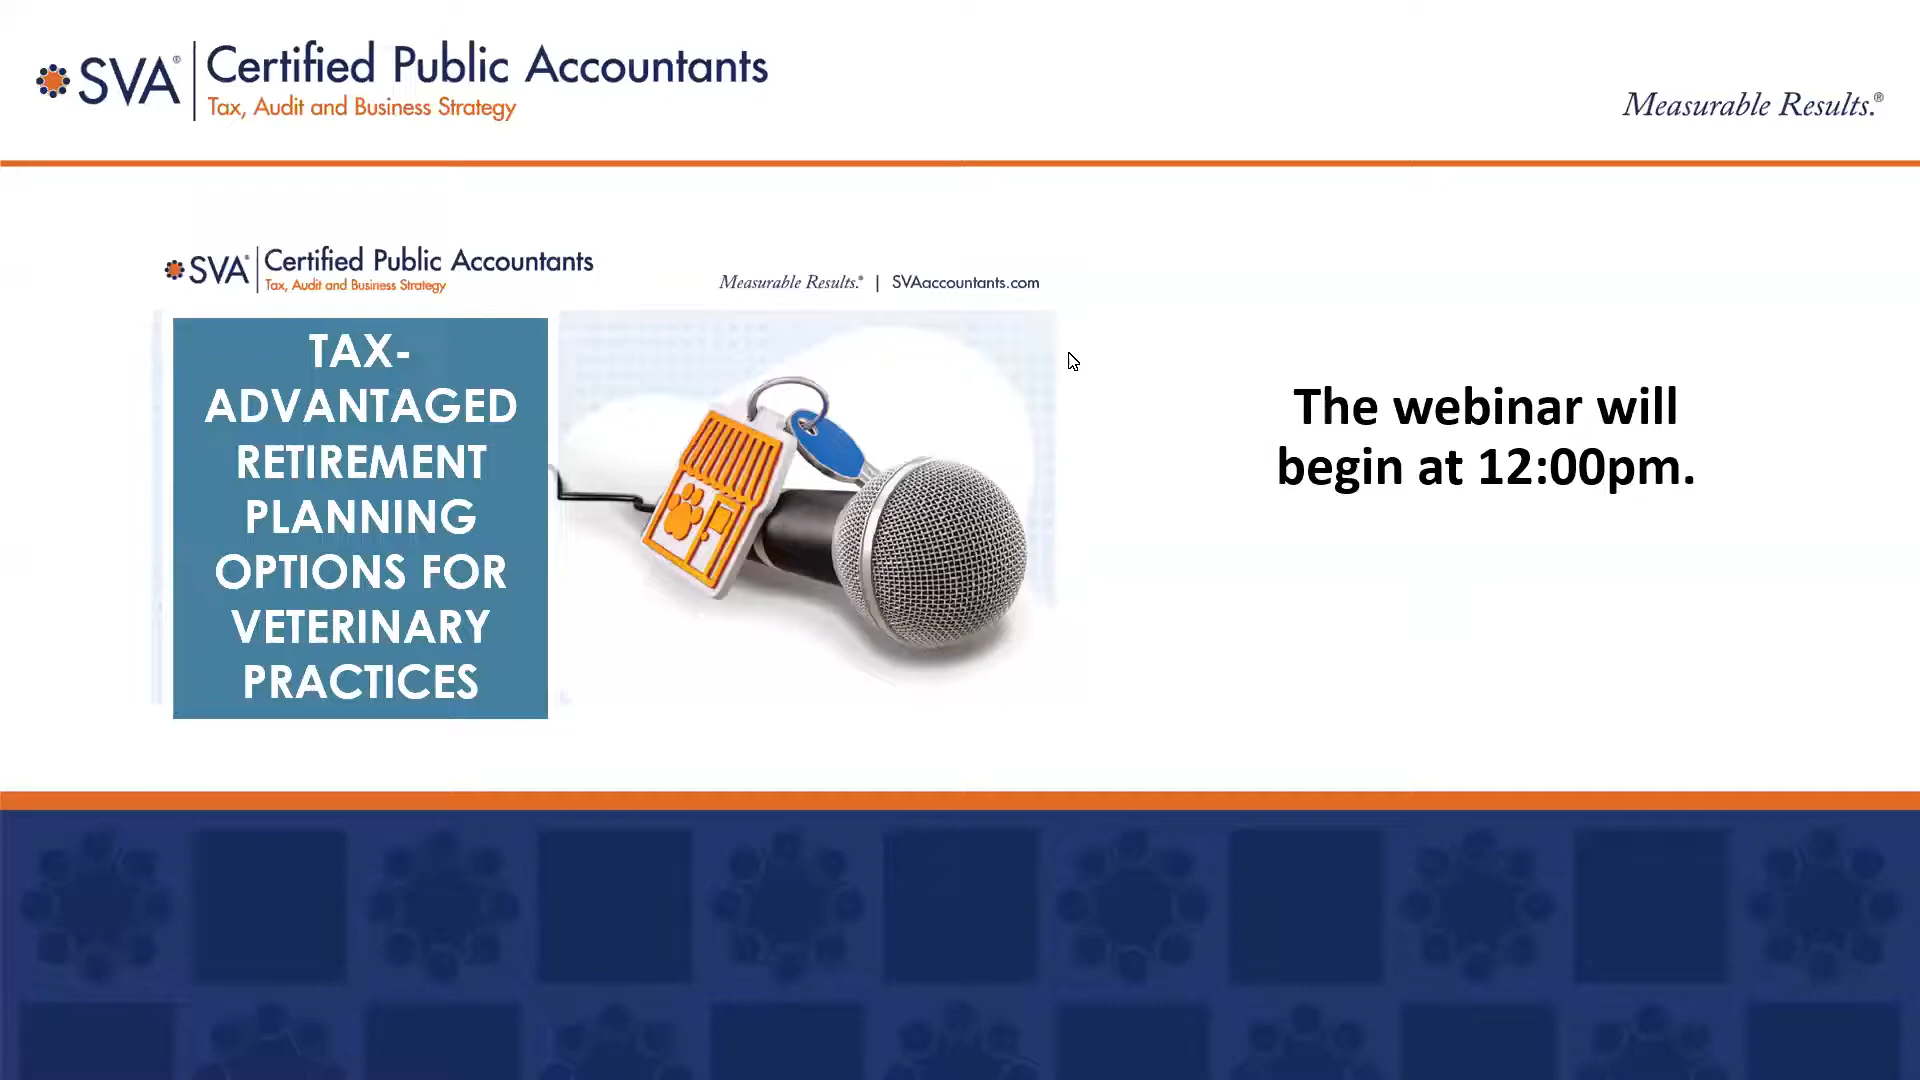 SVA® Certified Public Accountants
Tax, Audit and Business Strategy
Measurable Results.®
SVA® Certified Public Accountants
Tax, Audit and Business Strategy
Measurable Results.® | SVAaccountants.com
TAX-
ADVANTAGED
RETIREMENT
PLANNING
OPTIONS FOR
VETERINARY
PRACTICES
The webinar will
begin at 12:00pm.